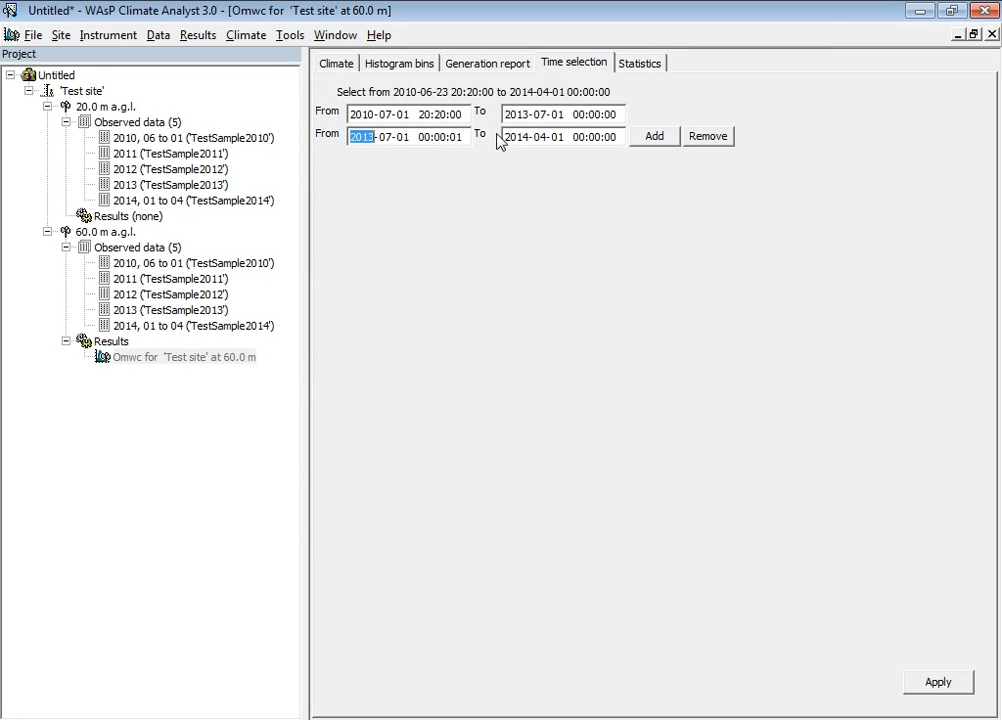 Untitled* - WAsP Climate Analyst 3.0 - [Omwc for 'Test site' at 60.0 m]
File Site Instrument Data Results Climate Tools Window Help
Project
Untitled
'Test site'
20.0 m a.g.l.
Observed data (5)
2010, 06 to 01 ('TestSample2010')
2011 ('TestSample2011')
2012 ('TestSample2012')
2013 ('TestSample2013')
2014, 01 to 04 ('TestSample2014')
Results (none)
60.0 m a.g.l.
Observed data (5)
2010, 06 to 01 ('TestSample2010')
2011 ('TestSample2011')
2012 ('TestSample2012')
2013 ('TestSample2013')
2014, 01 to 04 ('TestSample2014')
Results
Omwc for 'Test site' at 60.0 m
Climate Histogram bins Generation report Time selection Statistics
Select from 2010-06-23 20:20:00 to 2014-04-01 00:00:00
From 2010-07-01 20:20:00 To 2013-07-01 00:00:00
From 2013-07-01 00:00:01 To 2014-04-01 00:00:00 Add Remove
Apply